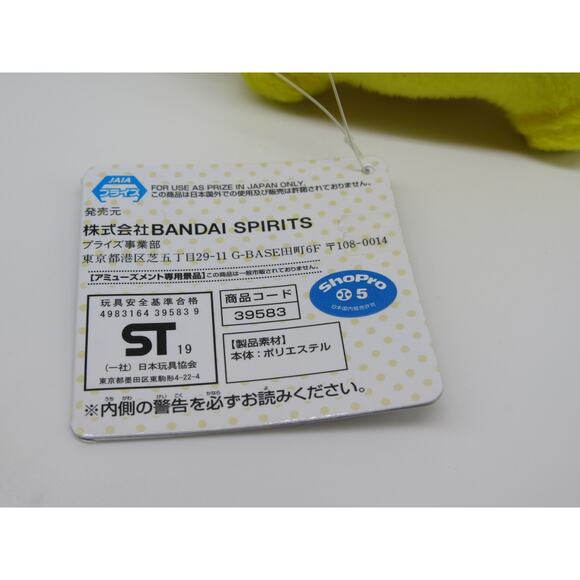 JAIA
プライズ
FOR USE AS PRIZE IN JAPAN ONLY.
この商品は日本国外での使用及び販売は許諾されておりません。
発売元
株式会社BANDAI SPIRITS
プライズ事業部
東京都港区芝五丁目29-11 G-BASE田町6F 〒108-0014
【アミューズメント専用景品】この商品は一般市販されておりません。
玩具安全基準合格
4983164 395839
ST 19
(一社) 日本玩具協会
東京都墨田区東駒形4-22-4
商品コード
39583
【製品素材】
本体：ポリエステル
ShoPro
5
日本国内販売許可
※内側の警告を必ずお読みください。